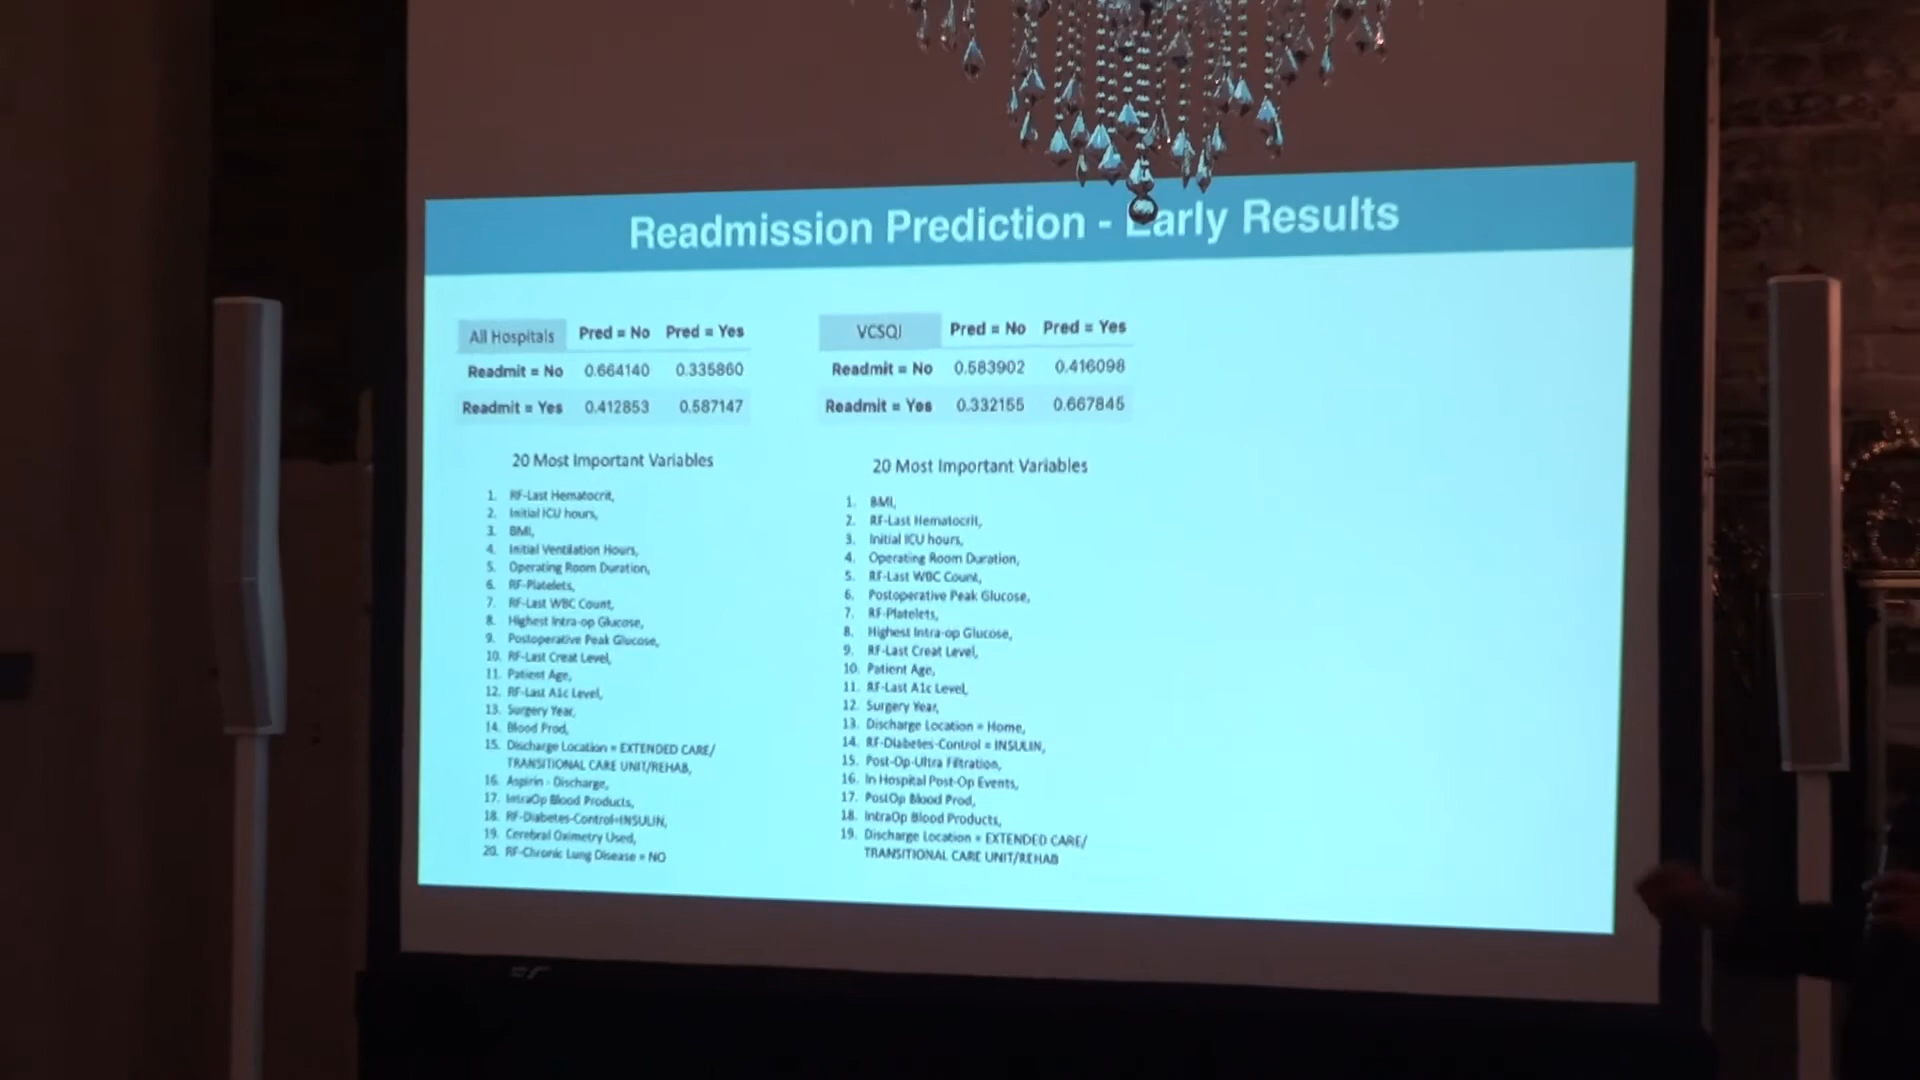 Readmission Prediction - Early Results
All Hospitals Pred = No Pred = Yes
Readmit = No 0.664140 0.335860
Readmit = Yes 0.412853 0.587147
20 Most Important Variables
1. RF-Last Hematocrit,
2. Initial ICU hours,
3. BMI,
4. Initial Ventilation Hours,
5. Operating Room Duration,
6. RF-Platelets,
7. RF-Last WBC Count,
8. Highest Intra-op Glucose,
9. Postoperative Peak Glucose,
10. RF-Last Creat Level,
11. Patient Age,
12. RF-Last A1c Level,
13. Surgery Year,
14. Blood Prod,
15. Discharge Location = EXTENDED CARE/
TRANSITIONAL CARE UNIT/REHAB,
16. Aspirin - Discharge,
17. IntraOp Blood Products,
18. RF-Diabetes-Control=INSULIN,
19. Cerebral Oximetry Used,
20. RF-Chronic Lung Disease = NO
VCSQI Pred = No Pred = Yes
Readmit = No 0.583902 0.416098
Readmit = Yes 0.332155 0.667845
20 Most Important Variables
1. BMI,
2. RF-Last Hematocrit,
3. Initial ICU hours,
4. Operating Room Duration,
5. RF-Last WBC Count,
6. Postoperative Peak Glucose,
7. RF-Platelets,
8. Highest Intra-op Glucose,
9. RF-Last Creat Level,
10. Patient Age,
11. RF-Last A1c Level,
12. Surgery Year,
13. Discharge Location = Home,
14. RF-Diabetes-Control = INSULIN,
15. Post-Op-Ultra Filtration,
16. In Hospital Post-Op Events,
17. PostOp Blood Prod,
18. IntraOp Blood Products,
19. Discharge Location = EXTENDED CARE/
TRANSITIONAL CARE UNIT/REHAB